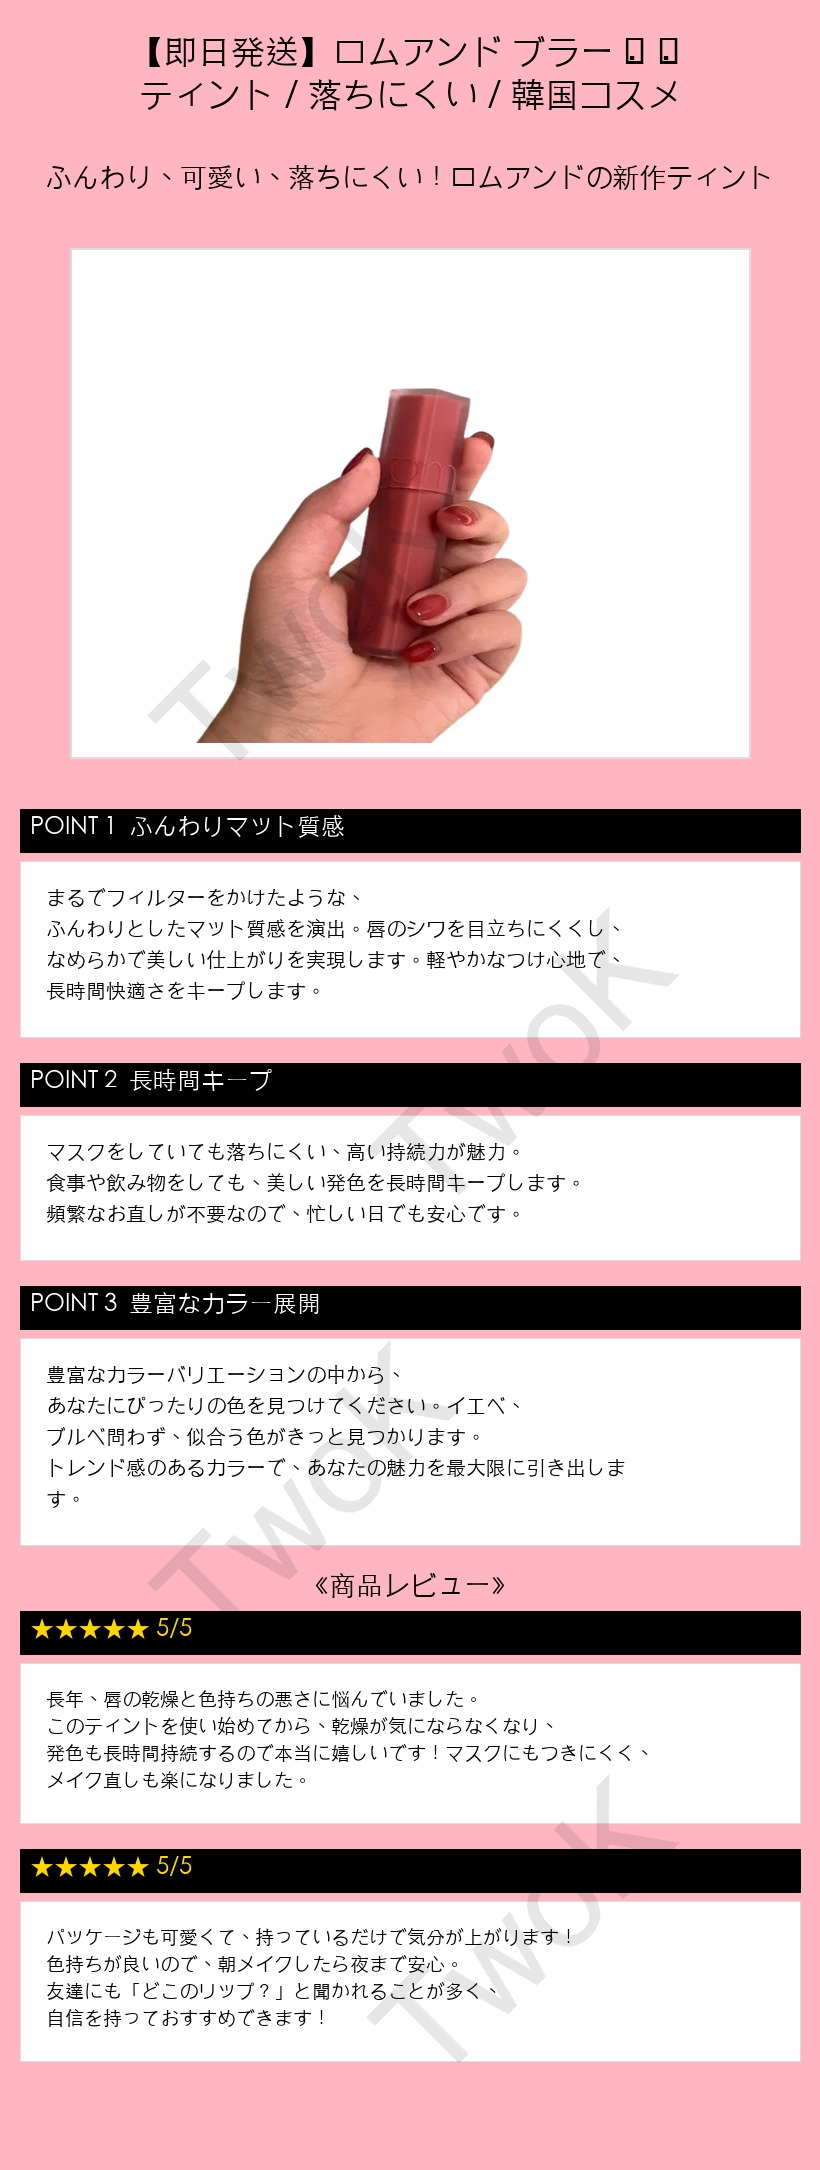 【即日発送】ロムアンド ブラー
ティント / 落ちにくい / 韓国コスメ
ふんわり、可愛い、落ちにくい！ロムアンドの新作ティント
rom
TwoK
POINT 1 ふんわりマット質感
まるでフィルターをかけたような、
ふんわりとしたマット質感を演出。唇のシワを目立ちにくくし、
なめらかで美しい仕上がりを実現します。軽やかなつけ心地で、
長時間快適さをキープします。
TwoK
POINT 2 長時間キープ
マスクをしていても落ちにくい、高い持続力が魅力。
食事や飲み物をしても、美しい発色を長時間キープします。
頻繁なお直しが不要なので、忙しい日でも安心です。
POINT 3 豊富なカラー展開
豊富なカラーバリエーションの中から、
あなたにぴったりの色を見つけてください。イエベ、
ブルベ問わず、似合う色がきっと見つかります。
トレンド感のあるカラーで、あなたの魅力を最大限に引き出しま
す。
TwoK
《商品レビュー》
★★★★★ 5/5
長年、唇の乾燥と色持ちの悪さに悩んでいました。
このティントを使い始めてから、乾燥が気にならなくなり、
発色も長時間持続するので本当に嬉しいです！マスクにもつきにくく、
メイク直しも楽になりました。
★★★★★ 5/5
パッケージも可愛くて、持っているだけで気分が上がります！
色持ちが良いので、朝メイクしたら夜まで安心。
友達にも「どこのリップ？」と聞かれることが多く、
自信を持っておすすめできます！
TwoK